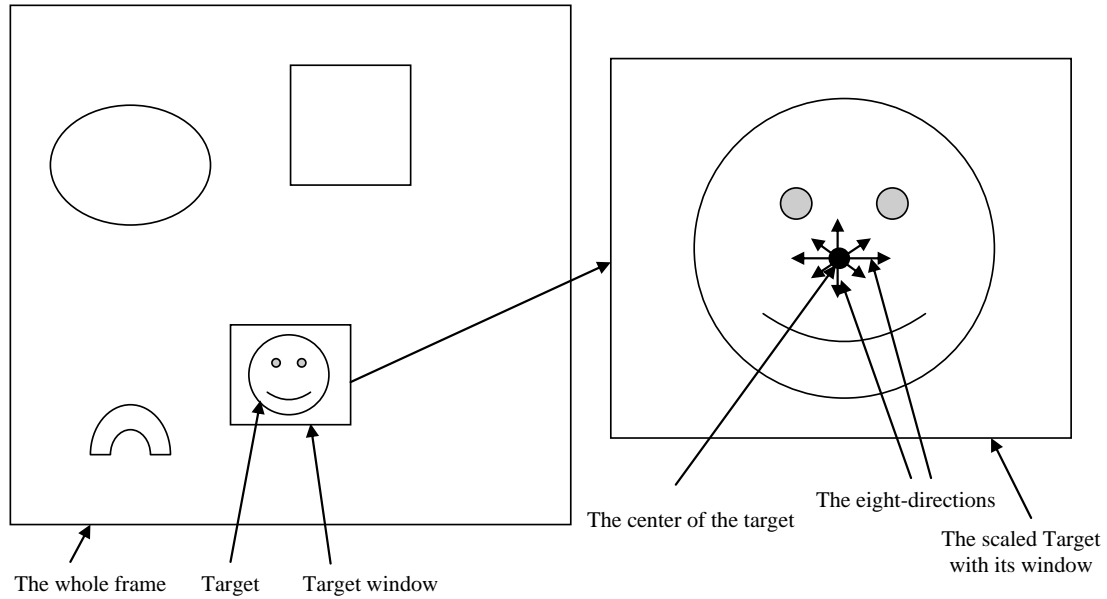 The center of the target
The eight-directions
The scaled Target
with its window
The whole frame
Target
Target window